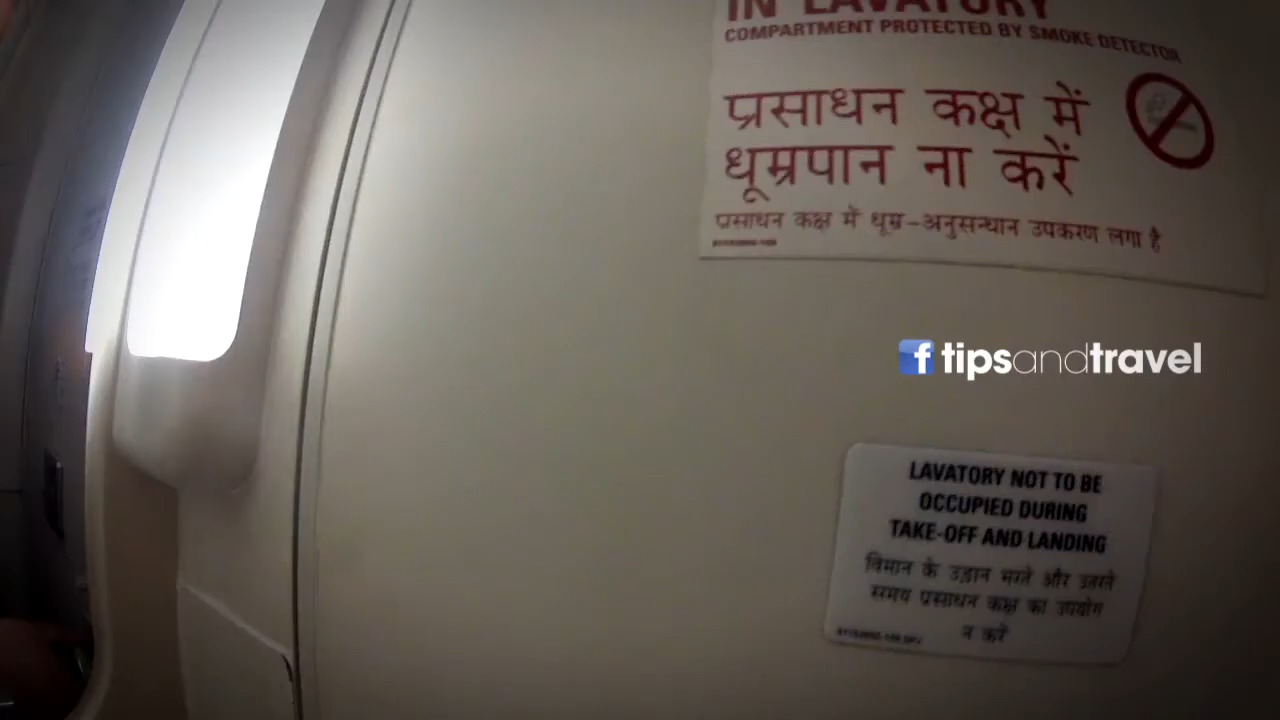 IN LAVATORY
COMPARTMENT PROTECTED BY SMOKE DETECTOR
प्रसाधन कक्ष में
धूम्रपान ना करें
प्रसाधन कक्ष में धूम्र-अनुसन्धान उपकरण लगा है
tipsandtravel
LAVATORY NOT TO BE
OCCUPIED DURING
TAKE-OFF AND LANDING
विमान के उड़ान भरते और उतरते
समय प्रसाधन कक्ष का उपयोग
न करें